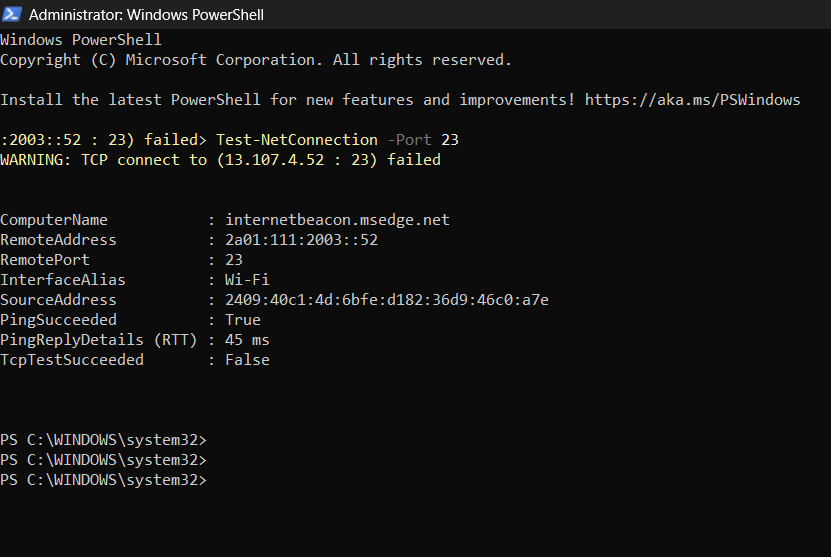 Administrator: Windows PowerShell
Windows PowerShell
Copyright (C) Microsoft Corporation. All rights reserved.
Install the latest PowerShell for new features and improvements! https://aka.ms/PSWindows
:2003::52 : 23) failed> Test-NetConnection -Port 23
WARNING: TCP connect to (13.107.4.52 : 23) failed
ComputerName : internetbeacon.msedge.net
RemoteAddress : 2a01:111:2003::52
RemotePort : 23
InterfaceAlias : Wi-Fi
SourceAddress : 2409:40c1:4d:6bfe:d182:36d9:46c0:a7e
PingSucceeded : True
PingReplyDetails (RTT) : 45 ms
TcpTestSucceeded : False
PS C:\WINDOWS\system32>
PS C:\WINDOWS\system32>
PS C:\WINDOWS\system32>